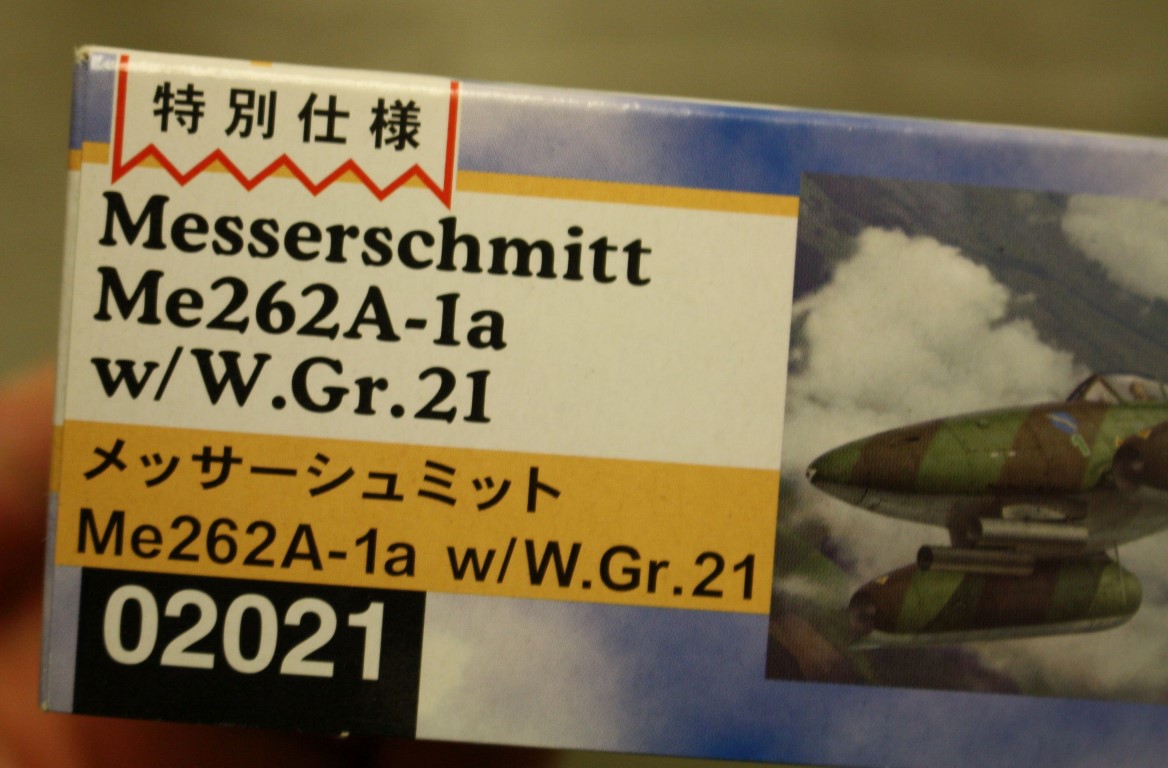 特別仕様
Messerschmitt
Me262A-1a
w/W.Gr.21
メッサーシュミット
Me262A-1a w/W.Gr.21
02021